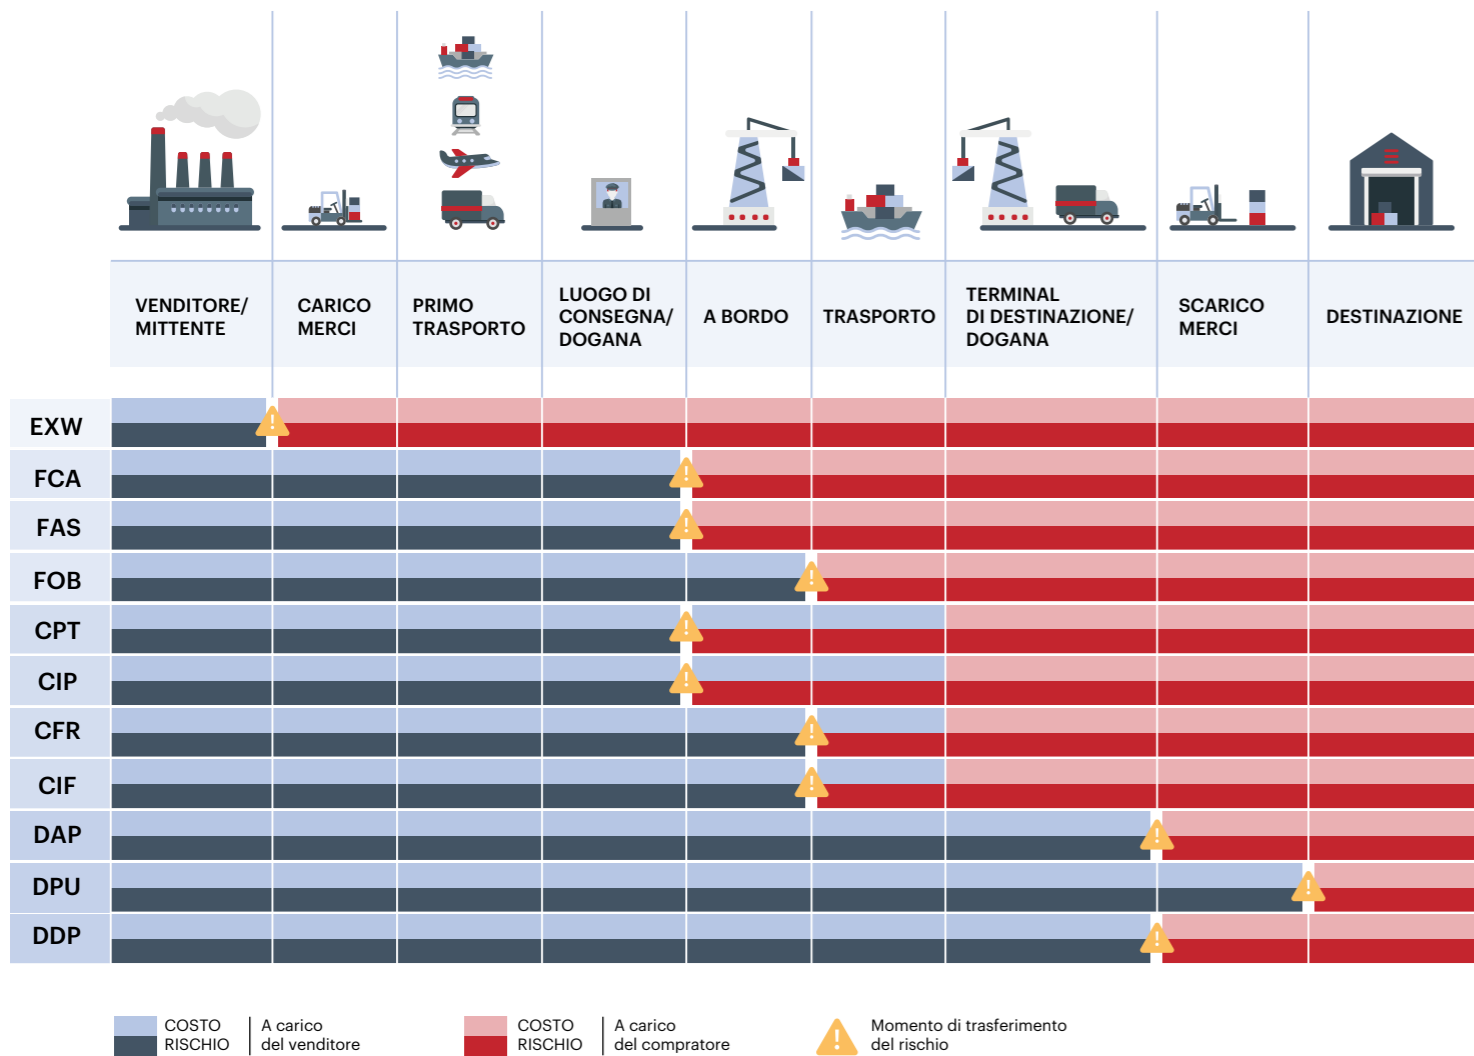 VENDITORE/
MITTENTE
CARICO
MERCI
PRIMO
TRASPORTO
LUOGO DI
CONSEGNA/
DOGANA
A BORDO
TRASPORTO
TERMINAL
DI DESTINAZIONE/
DOGANA
SCARICO
MERCI
DESTINAZIONE
EXW
FCA
FAS
FOB
CPT
CIP
CFR
CIF
DAP
DPU
DDP
COSTO
RISCHIO
A carico
del venditore
COSTO
RISCHIO
A carico
del compratore
Momento di trasferimento
del rischio